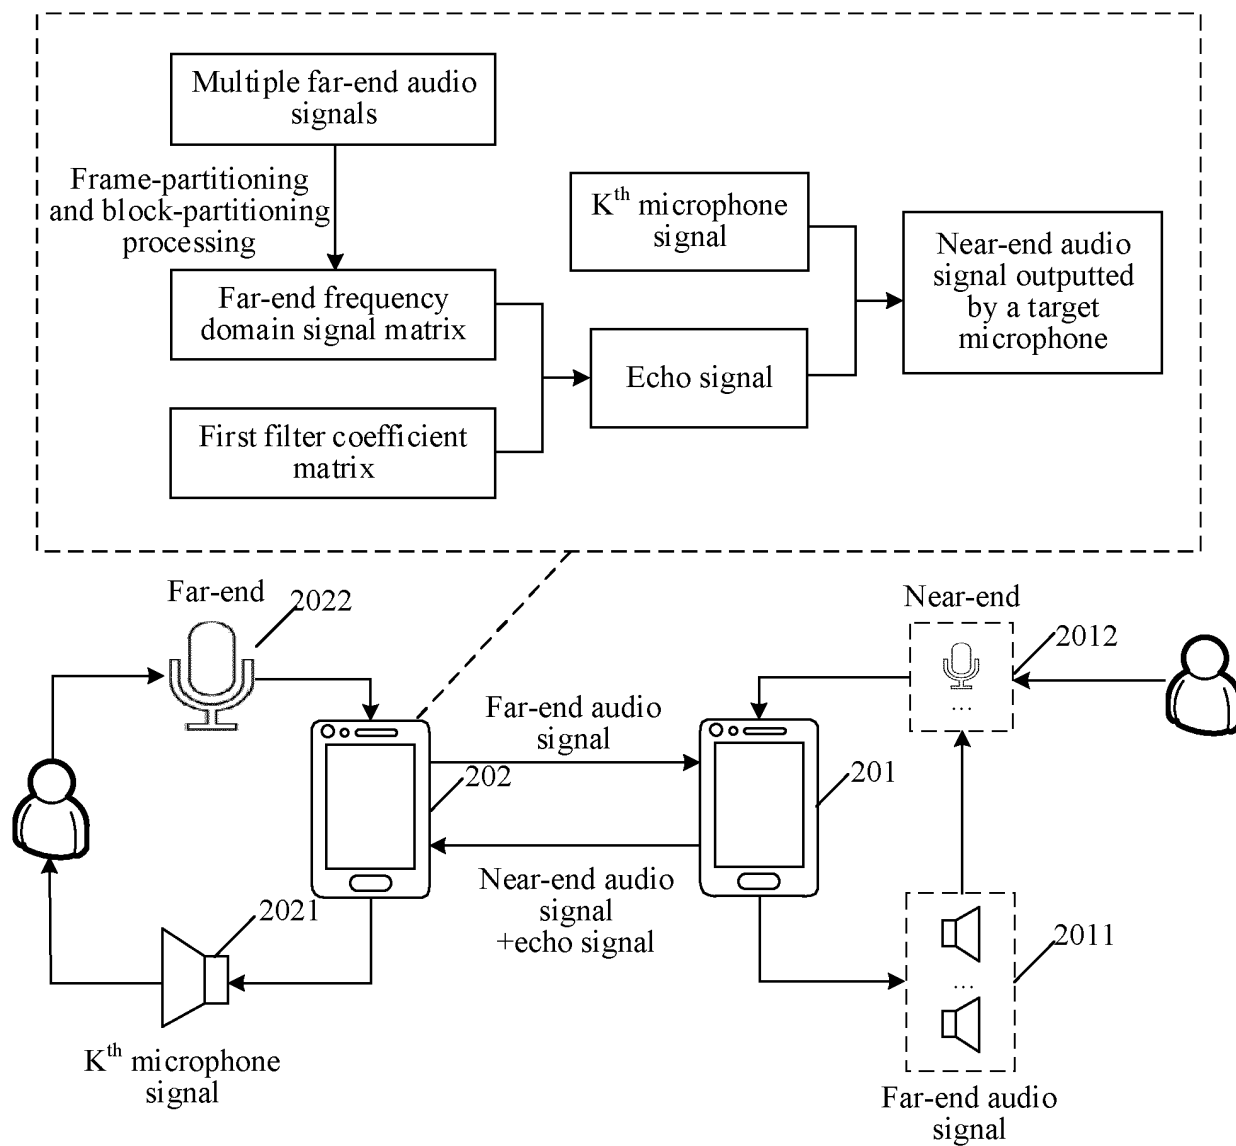 Multiple far-end audio
signals
Frame-partitioning
and block-partitioning
processing
Kth microphone
signal
Near-end audio
signal outputted
by a target
microphone
Far-end frequency
domain signal matrix
Echo signal
First filter coefficient
matrix
Far-end
2022
Near-end
2012
...
Far-end audio
signal
202
201
Near-end audio
signal
+echo signal
2021
2011
...
Kth microphone
signal
Far-end audio
signal